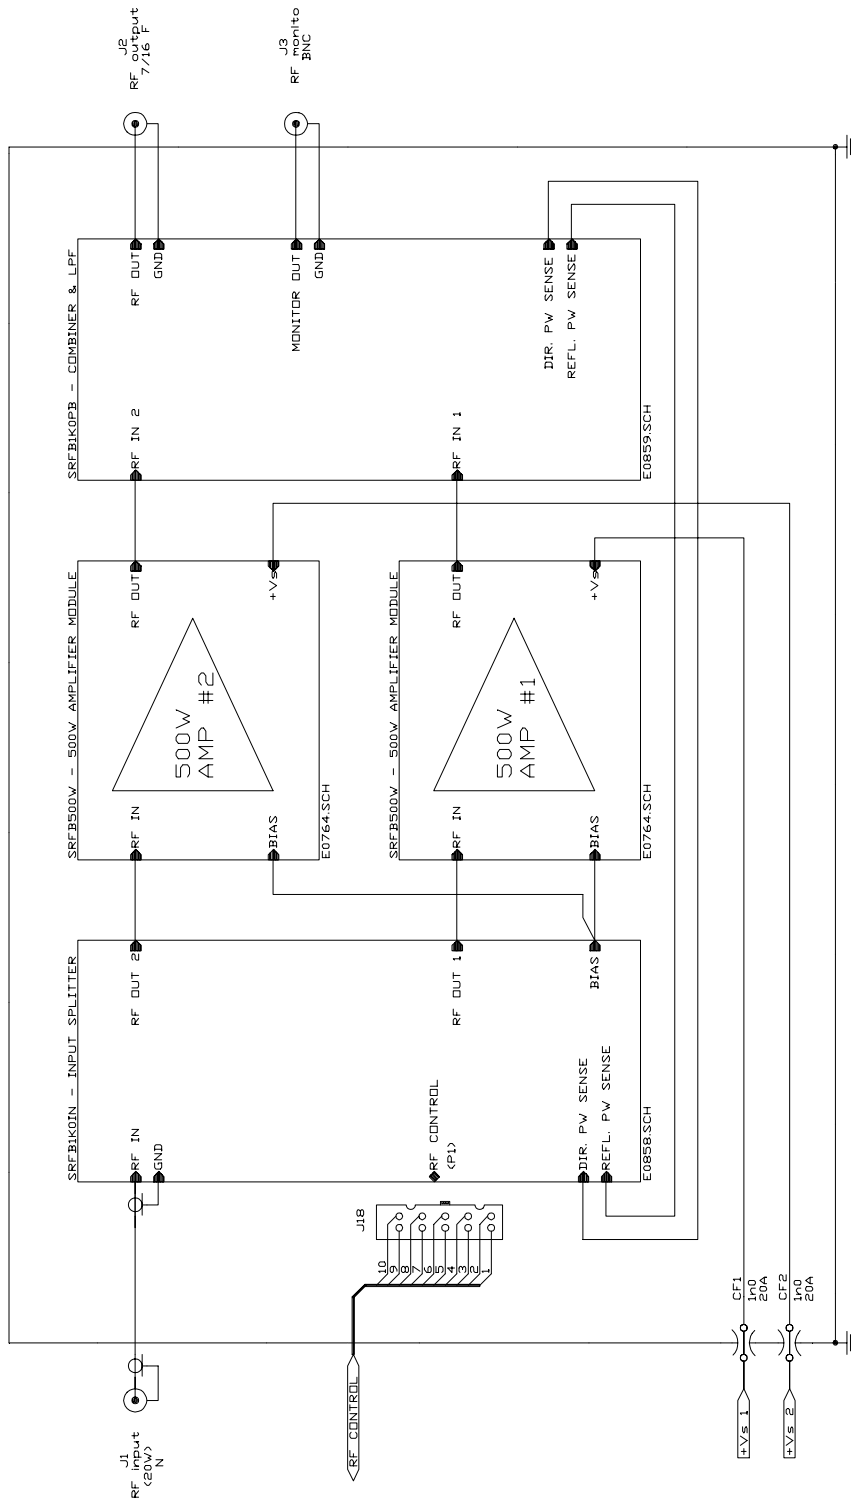 J1
RF input
(20W)
N
J2
RF output
7/16 F
J3
RF monito
BNC
SRFB1K0IN - INPUT SPLITTER
RF IN
GND
RF OUT 2
RF OUT 1
BIAS
RF CONTROL
(P1)
DIR. PW SENSE
REFL. PW SENSE
E0858.SCH
SRFB500W - 500W AMPLIFIER MODULE
RF IN
RF OUT
500W
AMP #2
BIAS
+Vs
E0764.SCH
SRFB500W - 500W AMPLIFIER MODULE
RF IN
RF OUT
500W
AMP #1
BIAS
+Vs
E0764.SCH
SRFB1K0PB - COMBINER & LPF
RF IN 2
RF OUT
GND
MONITOR OUT
GND
RF IN 1
DIR. PW SENSE
REFL. PW SENSE
E0859.SCH
J18
10
9
8
7
6
5
4
3
2
1
RF CONTROL
CF1
1n0
20A
CF2
1n0
20A
+Vs 1
+Vs 2